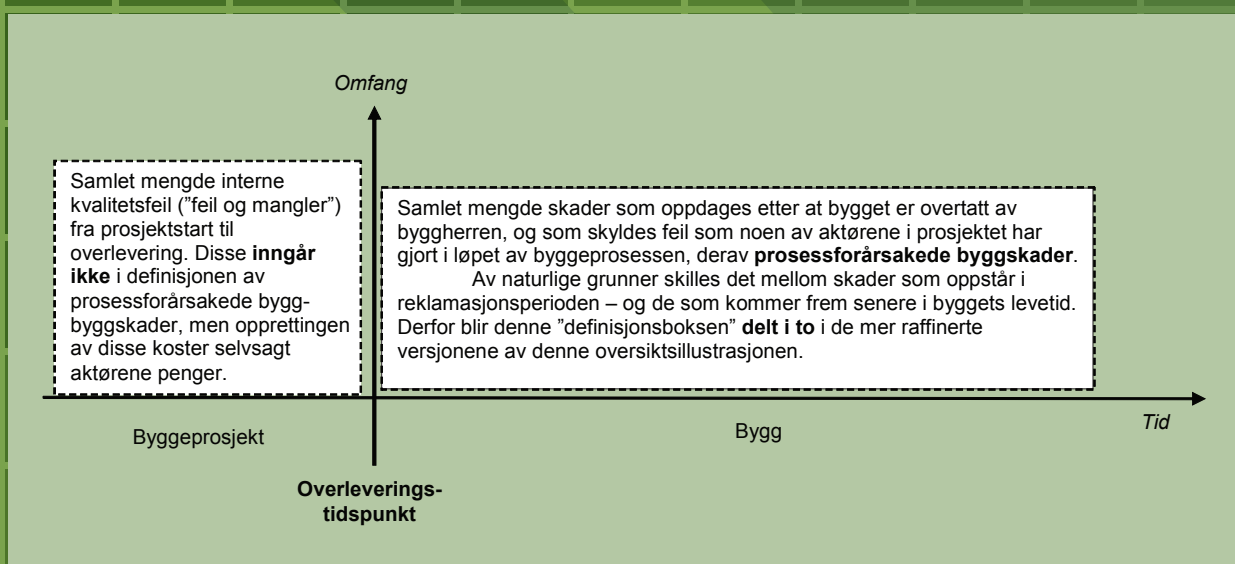 Omfang
Samlet mengde interne
kvalitetsfeil (”feil og mangler”)
fra prosjektstart til
overlevering. Disse inngår
ikke i definisjonen av
prosessforårsakede bygg-
byggskader, men opprettingen
av disse koster selvsagt
aktørene penger.
Samlet mengde skader som oppdages etter at bygget er overtatt av
byggherren, og som skyldes feil som noen av aktørene i prosjektet har
gjort i løpet av byggeprosessen, derav prosessforårsakede byggskader.
Av naturlige grunner skilles det mellom skader som oppstår i
reklamasjonsperioden – og de som kommer frem senere i byggets levetid.
Derfor blir denne ”definisjonsboksen” delt i to i de mer raffinerte
versjonene av denne oversiktsillustrasjonen.
Byggeprosjekt
Bygg
Tid
Overleverings-
tidspunkt